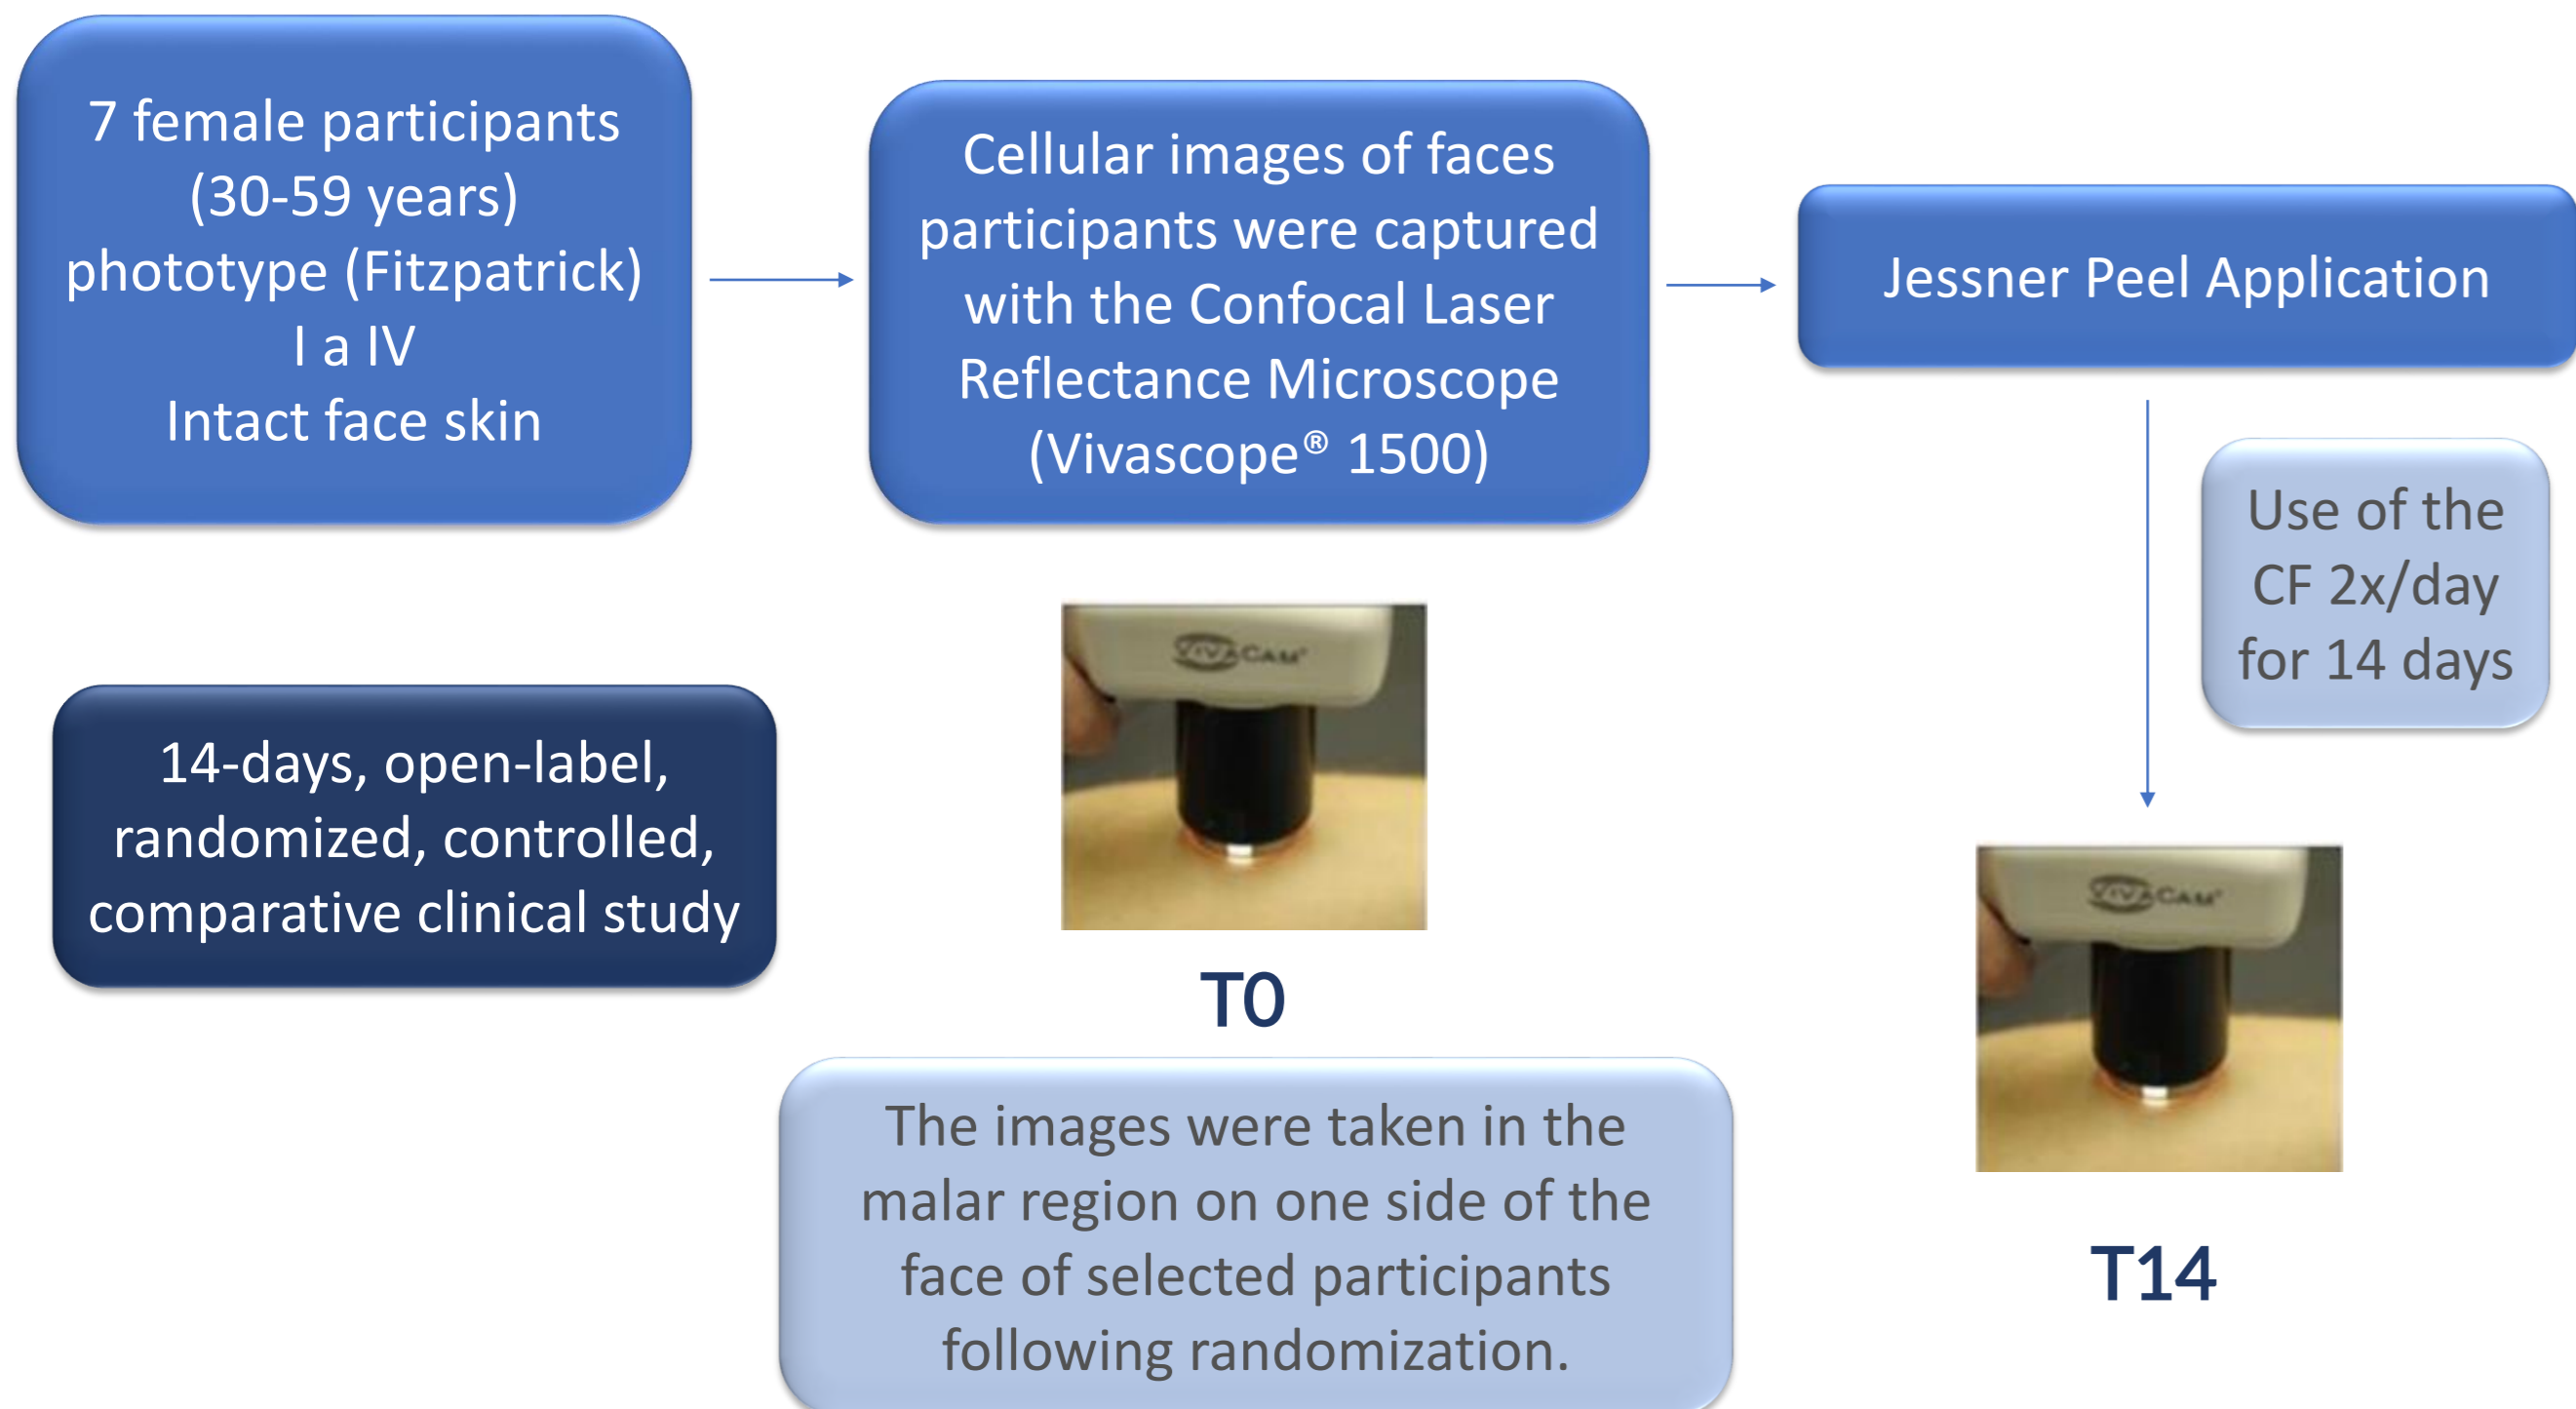 7 female participants
(30-59 years)
phototype (Fitzpatrick)
I a IV
Intact face skin
Cellular images of faces
participants were captured
with the Confocal Laser
Reflectance Microscope
(Vivascope® 1500)
Jessner Peel Application
Use of the
CF 2x/day
for 14 days
14-days, open-label,
randomized, controlled,
comparative clinical study
VIVACAM®
T0
The images were taken in the
malar region on one side of the
face of selected participants
following randomization.
VIVACAM®
T14